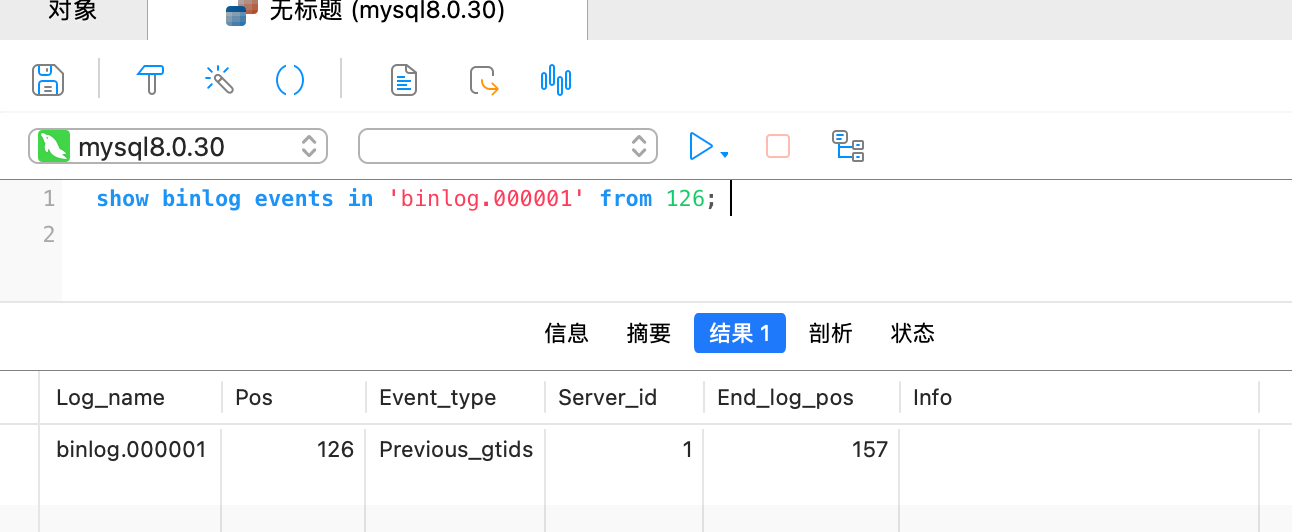 对象 无标题 (mysql8.0.30)
mysql8.0.30
1 show binlog events in 'binlog.000001' from 126;
2
信息 摘要 结果 1 剖析 状态
Log_name Pos Event_type Server_id End_log_pos Info
binlog.000001 126 Previous_gtids 1 157